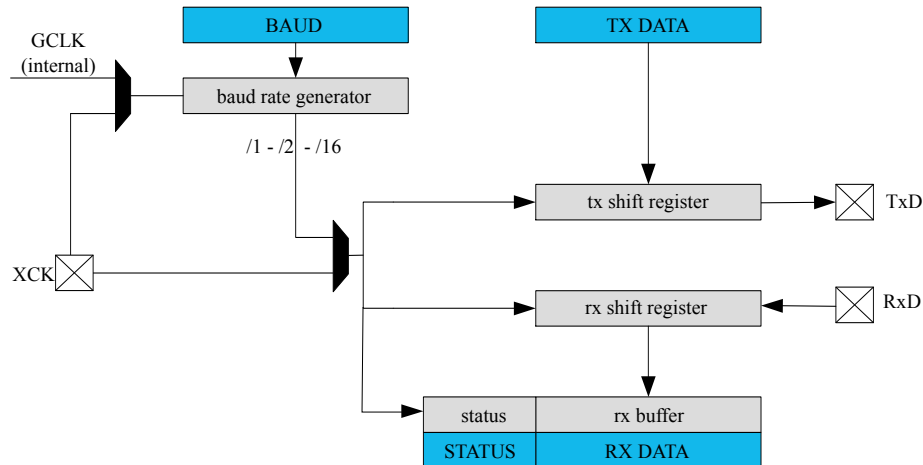 BAUD
TX DATA
GCLK
(internal)
baud rate generator
/1 - /2 - /16
tx shift register
TxD
XCK
rx shift register
RxD
status
rx buffer
STATUS
RX DATA